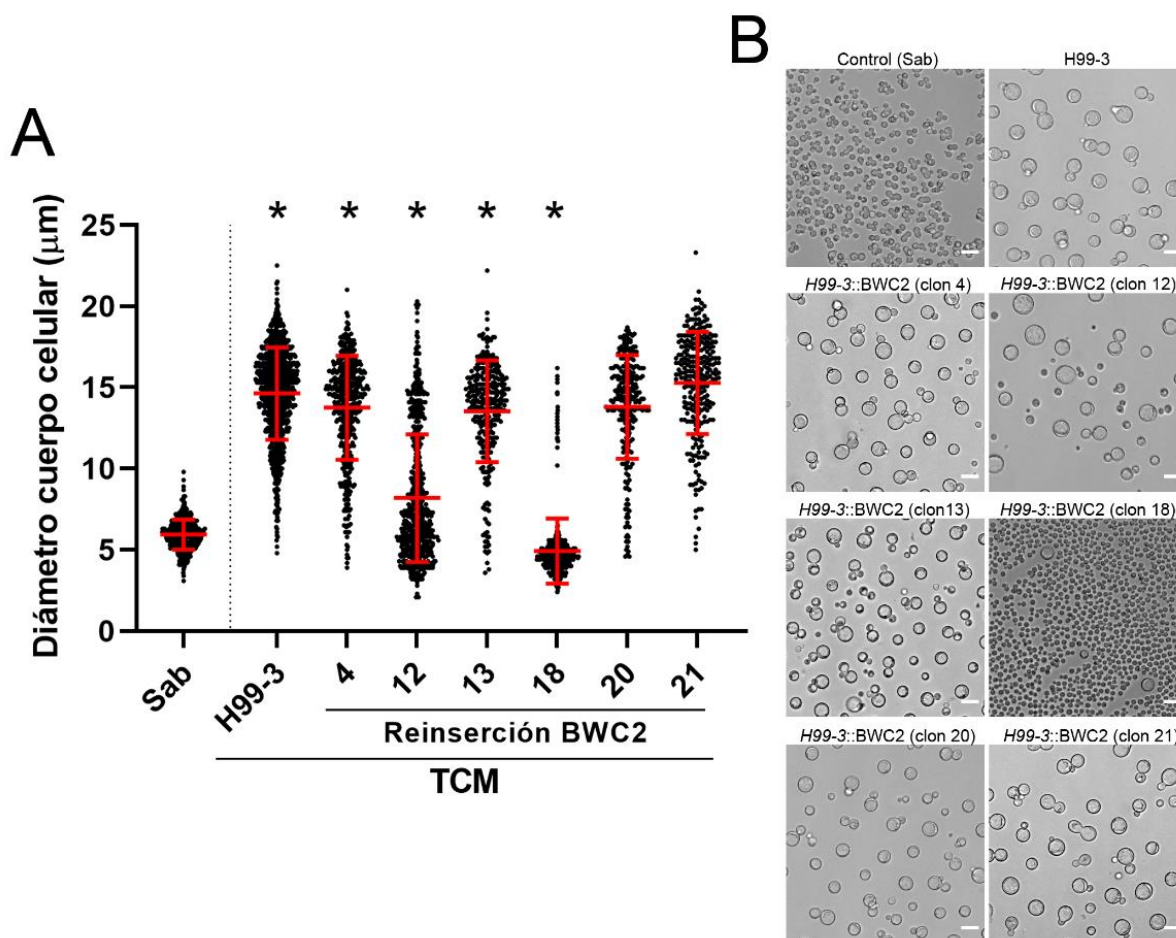 A
Diámetro cuerpo celular (μm)
25
20
15
10
5
0
* * * * *
Sab
H99-3
4
12
13
18
20
21
Reinserción BWC2
TCM
B
Control (Sab)
H99-3
H99-3::BWC2 (clon 4)
H99-3::BWC2 (clon 12)
H99-3::BWC2 (clon13)
H99-3::BWC2 (clon 18)
H99-3::BWC2 (clon 20)
H99-3::BWC2 (clon 21)